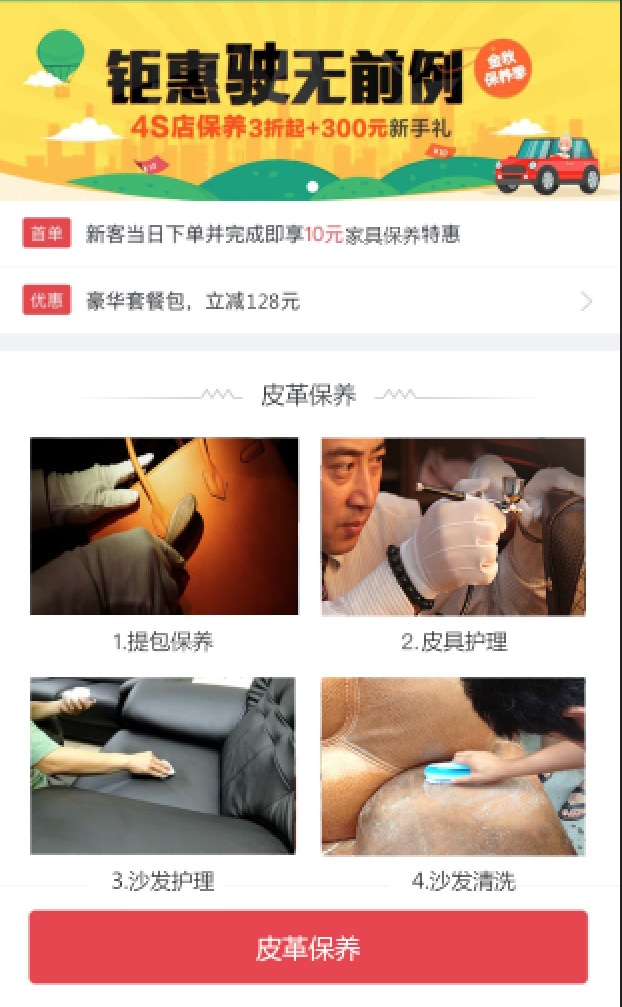 钜惠驶无前例
金秋
保养季
4S店保养3折起+300元新手礼
¥10
¥10
首单 新客当日下单并完成即享10元家具保养特惠
优惠 豪华套餐包，立减128元
皮革保养
1.提包保养
2.皮具护理
3.沙发护理
4.沙发清洗
皮革保养